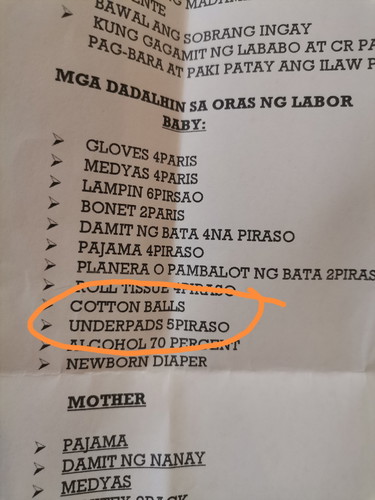 BAWAL ANG SOBRANG INGAY
KUNG GAGAMIT NG LABABO AT CR
PAG-BARA AT PAKI PATAY ANG ILAW
MGA DADALHIN SA ORAS NG LABOR
BABY:
GLOVES 4PARIS
MEDYAS 4PARIS
LAMPIN 6PIRSAO
BONET 2PARIS
DAMIT NG BATA 4NA PIRASO
PAJAMA 4PIRASO
PLANERA O PAMBALOT NG BATA 2PIRAS
ROLL TISSUE 4PIRASO
COTTON BALLS
UNDERPADS 5PIRASO
ALCOHOL 70 PERCENT
NEWBORN DIAPER
MOTHER
PAJAMA
DAMIT NG NANAY
MEDYAS